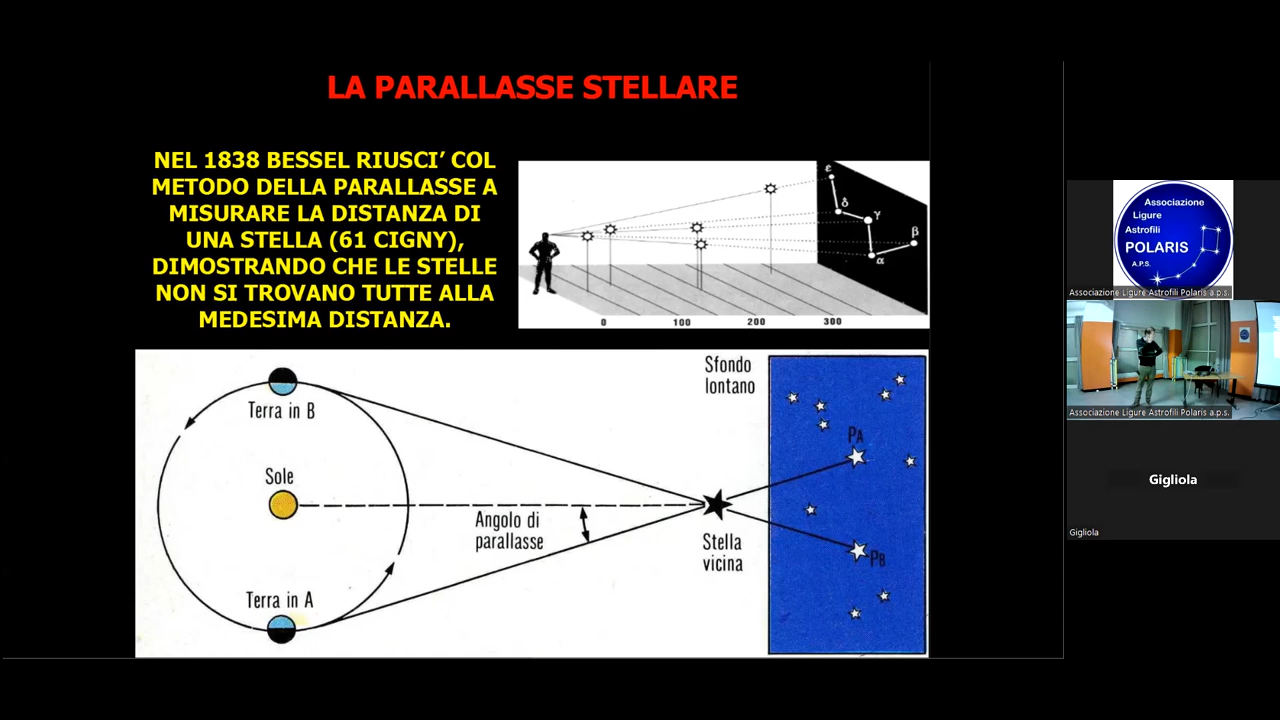 LA PARALLASSE STELLARE
NEL 1838 BESSEL RIUSCI’ COL
METODO DELLA PARALLASSE A
MISURARE LA DISTANZA DI
UNA STELLA (61 CIGNY),
DIMOSTRANDO CHE LE STELLE
NON SI TROVANO TUTTE ALLA
MEDESIMA DISTANZA.
ε
δ
γ
β
α
0 100 200 300
Sfondo
lontano
Terra in B
PA
Sole
Angolo di
parallasse
Stella
vicina
PB
Terra in A
Associazione
Ligure
Astrofili
POLARIS
A.P.S.
Associazione Ligure Astrofili Polaris a.p.s.
Associazione Ligure Astrofili Polaris a.p.s.
Gigliola
Gigliola